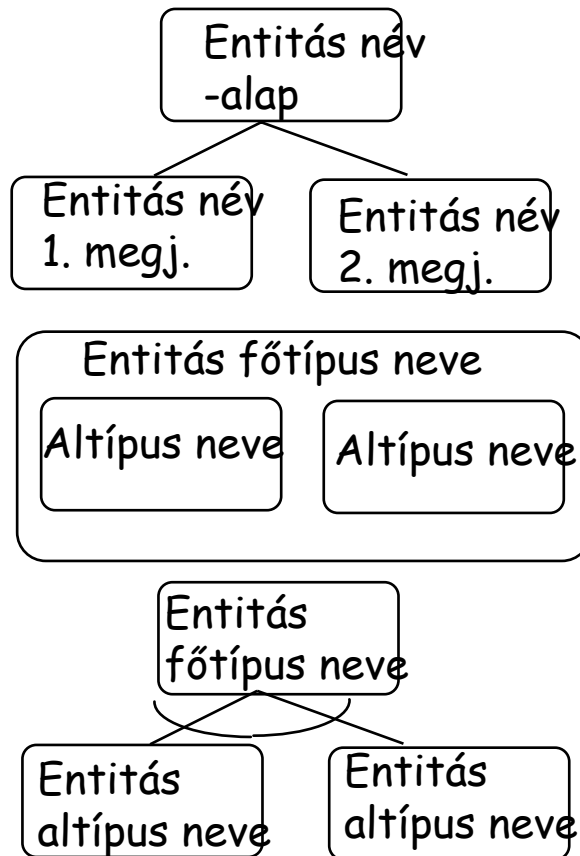 Entitás név
-alap
Entitás név
1. megj.
Entitás név
2. megj.
Entitás főtípus neve
Altípus neve
Altípus neve
Entitás
főtípus neve
Entitás
altípus neve
Entitás
altípus neve